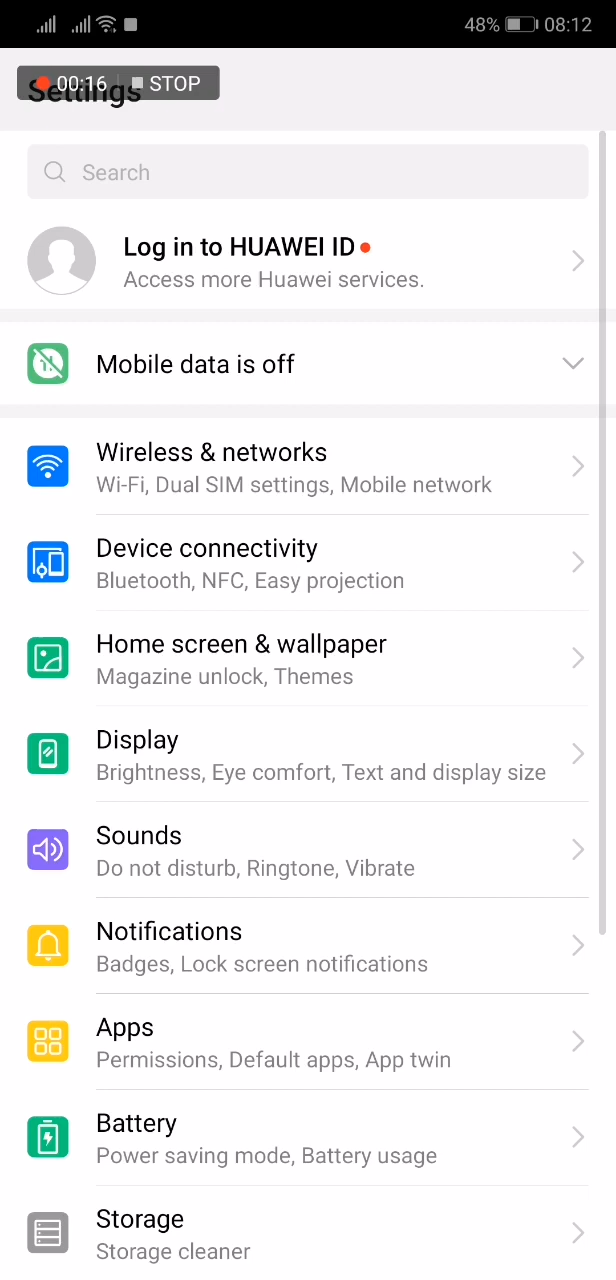 48% 08:12
00:16 STOP
Settings
Search
Log in to HUAWEI ID
Access more Huawei services.
Mobile data is off
Wireless & networks
Wi-Fi, Dual SIM settings, Mobile network
Device connectivity
Bluetooth, NFC, Easy projection
Home screen & wallpaper
Magazine unlock, Themes
Display
Brightness, Eye comfort, Text and display size
Sounds
Do not disturb, Ringtone, Vibrate
Notifications
Badges, Lock screen notifications
Apps
Permissions, Default apps, App twin
Battery
Power saving mode, Battery usage
Storage
Storage cleaner